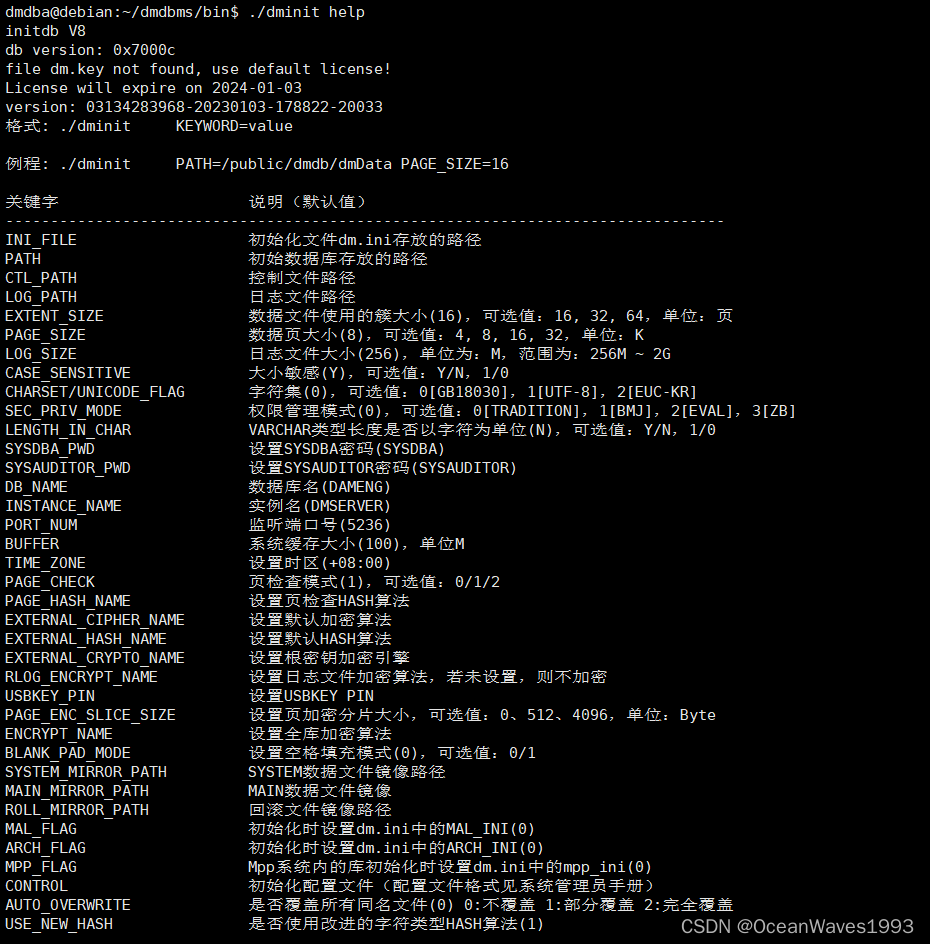 dmdba@debian:~/dmdbms/bin$ ./dminit help
initdb V8
db version: 0x7000c
file dm.key not found, use default license!
License will expire on 2024-01-03
version: 03134283968-20230103-178822-20033
格式: ./dminit     KEYWORD=value
例程: ./dminit     PATH=/public/dmdb/dmData PAGE_SIZE=16
关键字                     说明（默认值）
--------------------------------------------------------------------------------
INI_FILE                   初始化文件dm.ini存放的路径
PATH                       初始数据库存放的路径
CTL_PATH                   控制文件路径
LOG_PATH                   日志文件路径
EXTENT_SIZE                数据文件使用的簇大小(16)，可选值：16, 32, 64，单位：页
PAGE_SIZE                  数据页大小(8)，可选值：4, 8, 16, 32，单位：K
LOG_SIZE                   日志文件大小(256)，单位为：M，范围为：256M ~ 2G
CASE_SENSITIVE             大小敏感(Y)，可选值：Y/N，1/0
CHARSET/UNICODE_FLAG       字符集(0)，可选值：0[GB18030]，1[UTF-8]，2[EUC-KR]
SEC_PRIV_MODE              权限管理模式(0)，可选值：0[TRADITION]，1[BMJ]，2[EVAL]，3[ZB]
LENGTH_IN_CHAR             VARCHAR类型长度是否以字符为单位(N)，可选值：Y/N，1/0
SYSDBA_PWD                 设置SYSDBA密码(SYSDBA)
SYSAUDITOR_PWD             设置SYSAUDITOR密码(SYSAUDITOR)
DB_NAME                    数据库名(DAMENG)
INSTANCE_NAME              实例名(DMSERVER)
PORT_NUM                   监听端口号(5236)
BUFFER                     系统缓存大小(100)，单位M
TIME_ZONE                  设置时区(+08:00)
PAGE_CHECK                 页检查模式(1)，可选值：0/1/2
PAGE_HASH_NAME             设置页检查HASH算法
EXTERNAL_CIPHER_NAME       设置默认加密算法
EXTERNAL_HASH_NAME         设置默认HASH算法
EXTERNAL_CRYPTO_NAME       设置根密钥加密引擎
RLOG_ENCRYPT_NAME          设置日志文件加密算法，若未设置，则不加密
USBKEY_PIN                 设置USBKEY PIN
PAGE_ENC_SLICE_SIZE        设置页加密分片大小，可选值：0、512、4096，单位：Byte
ENCRYPT_NAME               设置全库加密算法
BLANK_PAD_MODE             设置空格填充模式(0)，可选值：0/1
SYSTEM_MIRROR_PATH         SYSTEM数据文件镜像路径
MAIN_MIRROR_PATH           MAIN数据文件镜像
ROLL_MIRROR_PATH           回滚文件镜像路径
MAL_FLAG                   初始化时设置dm.ini中的MAL_INI(0)
ARCH_FLAG                  初始化时设置dm.ini中的ARCH_INI(0)
MPP_FLAG                   Mpp系统内的库初始化时设置dm.ini中的mpp_ini(0)
CONTROL                    初始化配置文件（配置文件格式见系统管理员手册）
AUTO_OVERWRITE             是否覆盖所有同名文件(0) 0:不覆盖 1:部分覆盖 2:完全覆盖
USE_NEW_HASH               是否使用改进的字符类型HASH算法(1)
CSDN @OceanWaves1993